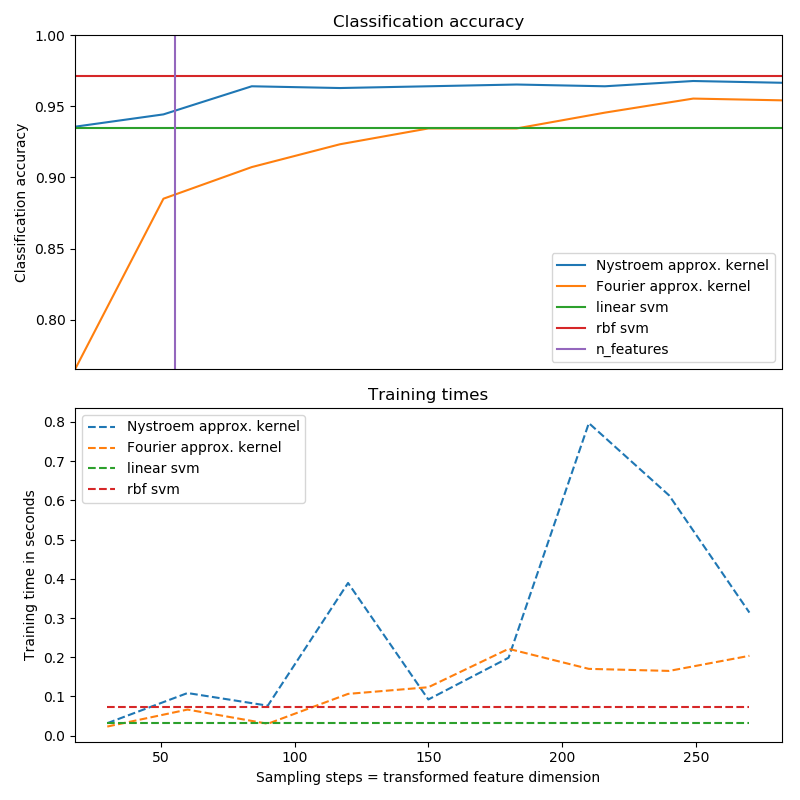 Classification accuracy
1.00
0.95
0.90
0.85
0.80
Classification accuracy
Nystroem approx. kernel
Fourier approx. kernel
linear svm
rbf svm
n_features
Training times
0.8
0.7
0.6
0.5
0.4
0.3
0.2
0.1
0.0
Training time in seconds
Nystroem approx. kernel
Fourier approx. kernel
linear svm
rbf svm
50 100 150 200 250
Sampling steps = transformed feature dimension